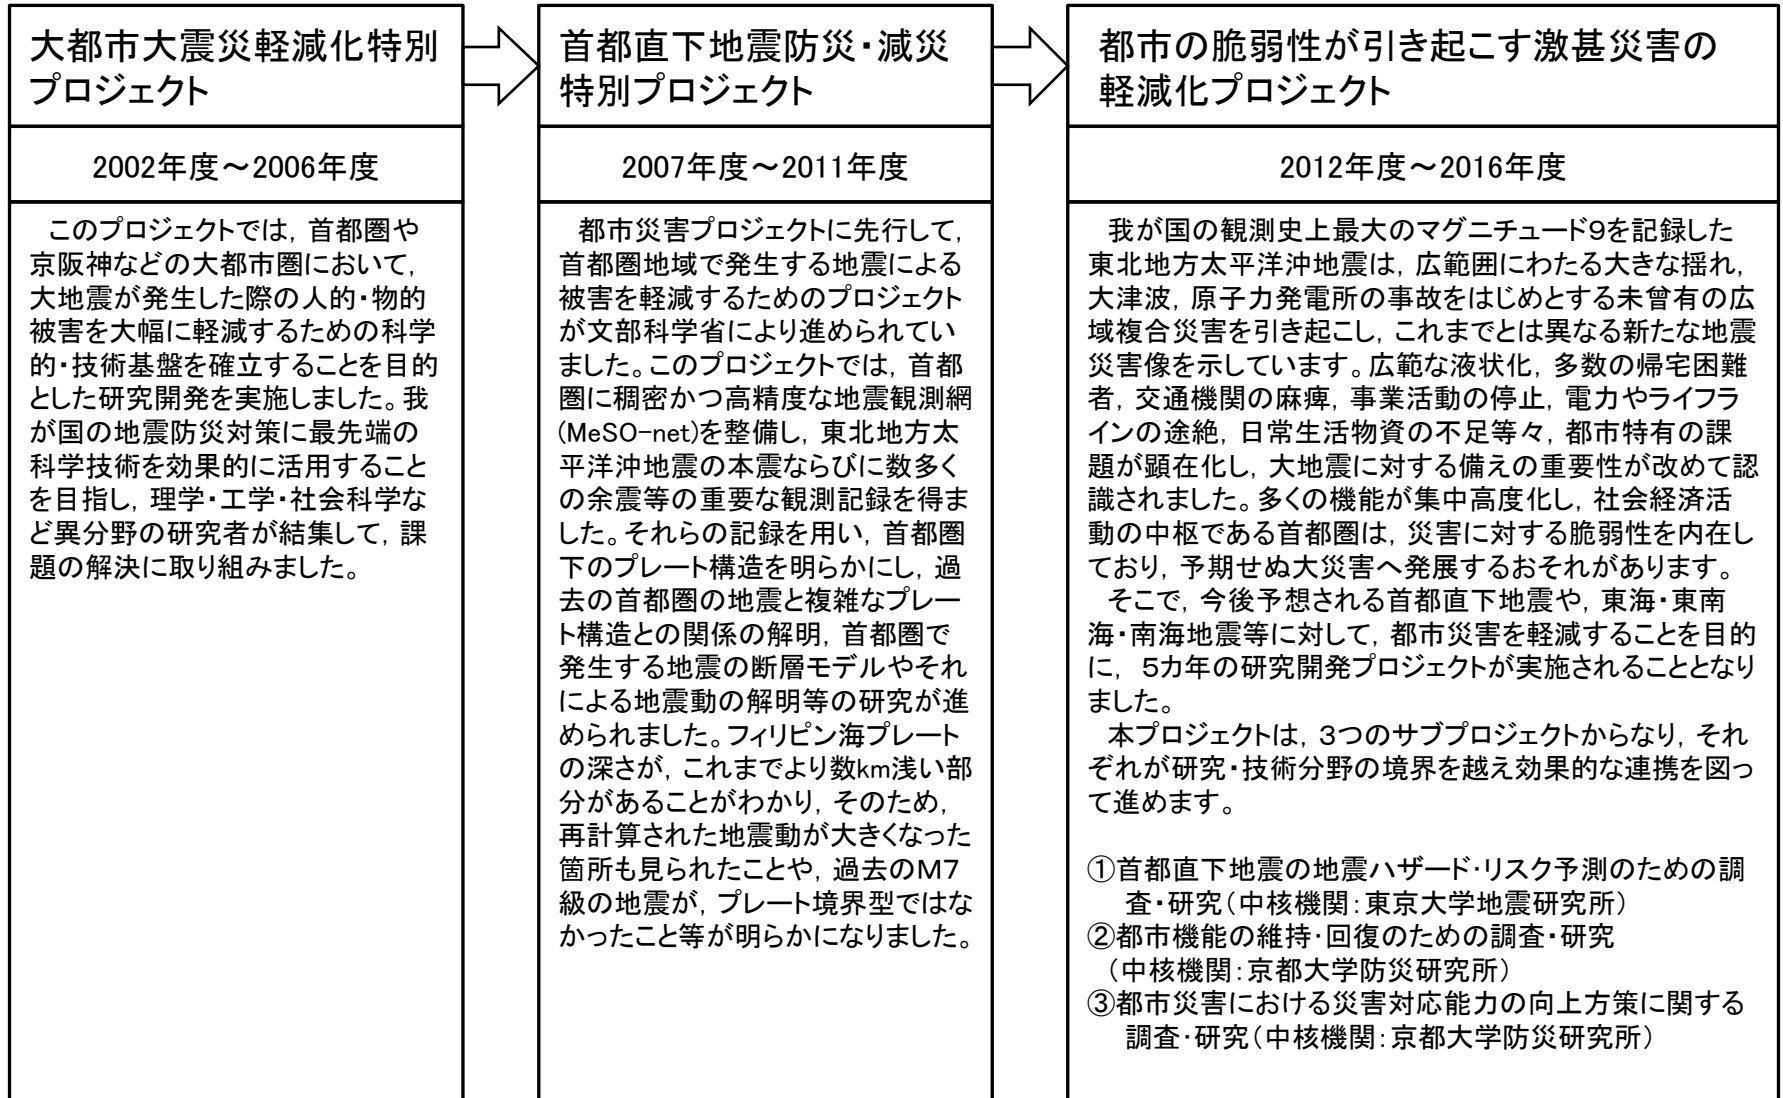 大都市大震災軽減化特別
プロジェクト
2002年度～2006年度
このプロジェクトでは，首都圏や
京阪神などの大都市圏において，
大地震が発生した際の人的・物的
被害を大幅に軽減するための科学
的・技術基盤を確立することを目的
とした研究開発を実施しました。我
が国の地震防災対策に最先端の
科学技術を効果的に活用すること
を目指し，理学・工学・社会科学な
ど異分野の研究者が結集して，課
題の解決に取り組みました。
首都直下地震防災・減災
特別プロジェクト
2007年度～2011年度
都市災害プロジェクトに先行して，
首都圏地域で発生する地震による
被害を軽減するためのプロジェクト
が文部科学省により進められてい
ました。このプロジェクトでは，首都
圏に稠密かつ高精度な地震観測網
(MeSO-net)を整備し，東北地方太
平洋沖地震の本震ならびに数多く
の余震等の重要な観測記録を得ま
した。それらの記録を用い，首都圏
下のプレート構造を明らかにし，過
去の首都圏の地震と複雑なプレー
ト構造との関係の解明，首都圏で
発生する地震の断層モデルやそれ
による地震動の解明等の研究が進
められました。フィリピン海プレート
の深さが，これまでより数km浅い部
分があることがわかり，そのため，
再計算された地震動が大きくなった
箇所も見られたことや，過去のＭ７
級の地震が，プレート境界型ではな
かったこと等が明らかになりました。
都市の脆弱性が引き起こす激甚災害の
軽減化プロジェクト
2012年度～2016年度
我が国の観測史上最大のマグニチュード９を記録した
東北地方太平洋沖地震は，広範囲にわたる大きな揺れ，
大津波，原子力発電所の事故をはじめとする未曾有の広
域複合災害を引き起こし，これまでとは異なる新たな地震
災害像を示しています。広範な液状化，多数の帰宅困難
者，交通機関の麻痺，事業活動の停止，電力やライフラ
インの途絶，日常生活物資の不足等々，都市特有の課
題が顕在化し，大地震に対する備えの重要性が改めて認
識されました。多くの機能が集中高度化し，社会経済活
動の中枢である首都圏は，災害に対する脆弱性を内在し
ており，予期せぬ大災害へ発展するおそれがあります。
そこで，今後予想される首都直下地震や，東海・東南
海・南海地震等に対して，都市災害を軽減することを目的
に，５カ年の研究開発プロジェクトが実施されることとなり
ました。
本プロジェクトは，３つのサブプロジェクトからなり，それ
ぞれが研究・技術分野の境界を越え効果的な連携を図っ
て進めます。
①首都直下地震の地震ハザード・リスク予測のための調
査・研究（中核機関：東京大学地震研究所）
②都市機能の維持・回復のための調査・研究
（中核機関：京都大学防災研究所）
③都市災害における災害対応能力の向上方策に関する
調査・研究（中核機関：京都大学防災研究所）